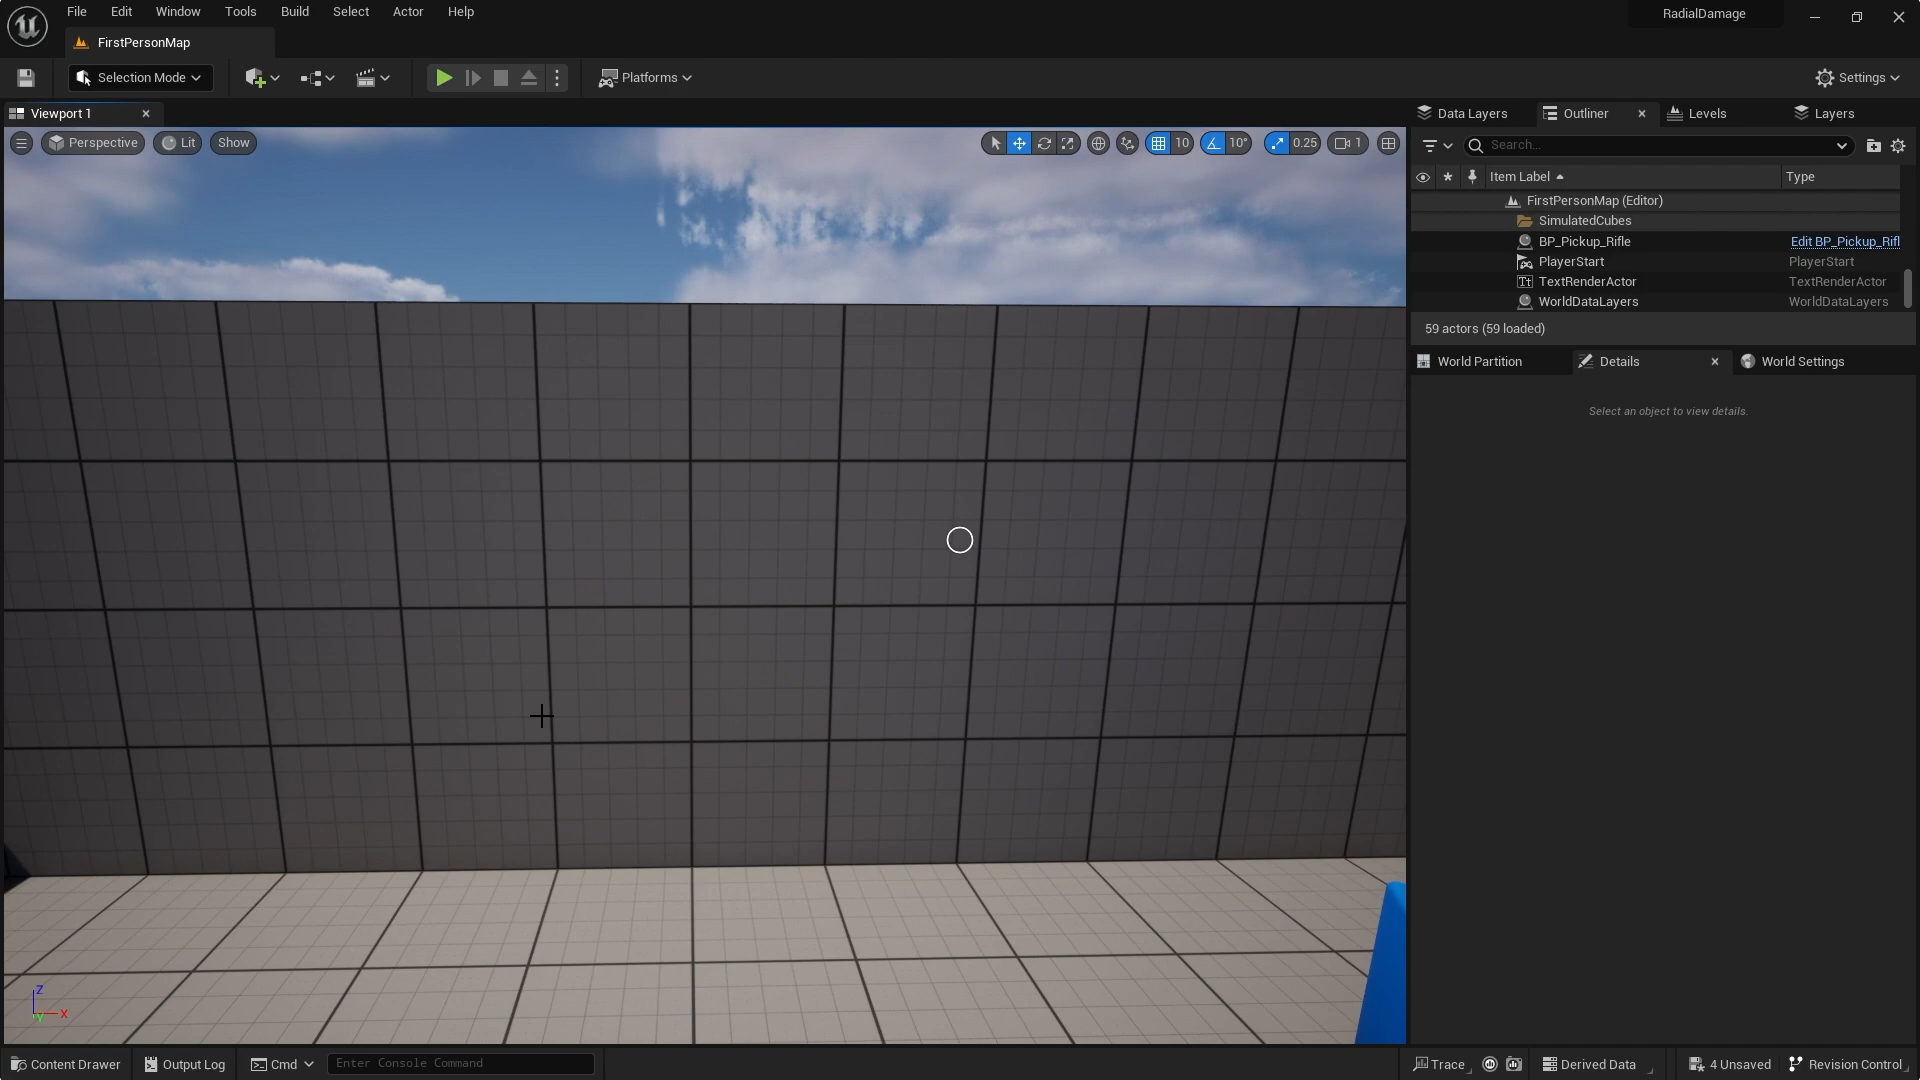 File Edit Window Tools Build Select Actor Help
RadialDamage
FirstPersonMap
Selection Mode
Platforms
Settings
Viewport 1
Data Layers
Outliner
Levels
Layers
Perspective
Lit
Show
10
10°
0.25
1
Search...
Item Label
Type
FirstPersonMap (Editor)
SimulatedCubes
BP_Pickup_Rifle Edit BP_Pickup_Rifl
PlayerStart PlayerStart
TextRenderActor TextRenderActor
WorldDataLayers WorldDataLayers
59 actors (59 loaded)
World Partition
Details
World Settings
Select an object to view details.
Z
Y
X
Content Drawer
Output Log
Cmd
Enter Console Command
Trace
Derived Data
4 Unsaved
Revision Control